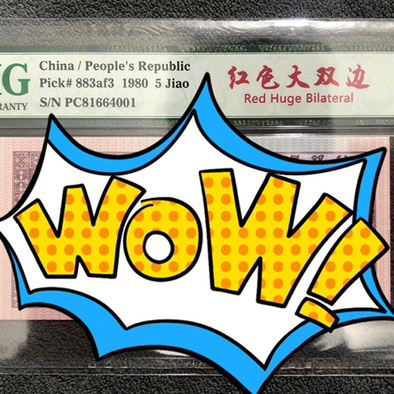 China / People's Republic
Pick# 883af3 1980 5 Jiao
S/N PC81664001
红色大双边
Red Huge Bilateral
WOW!